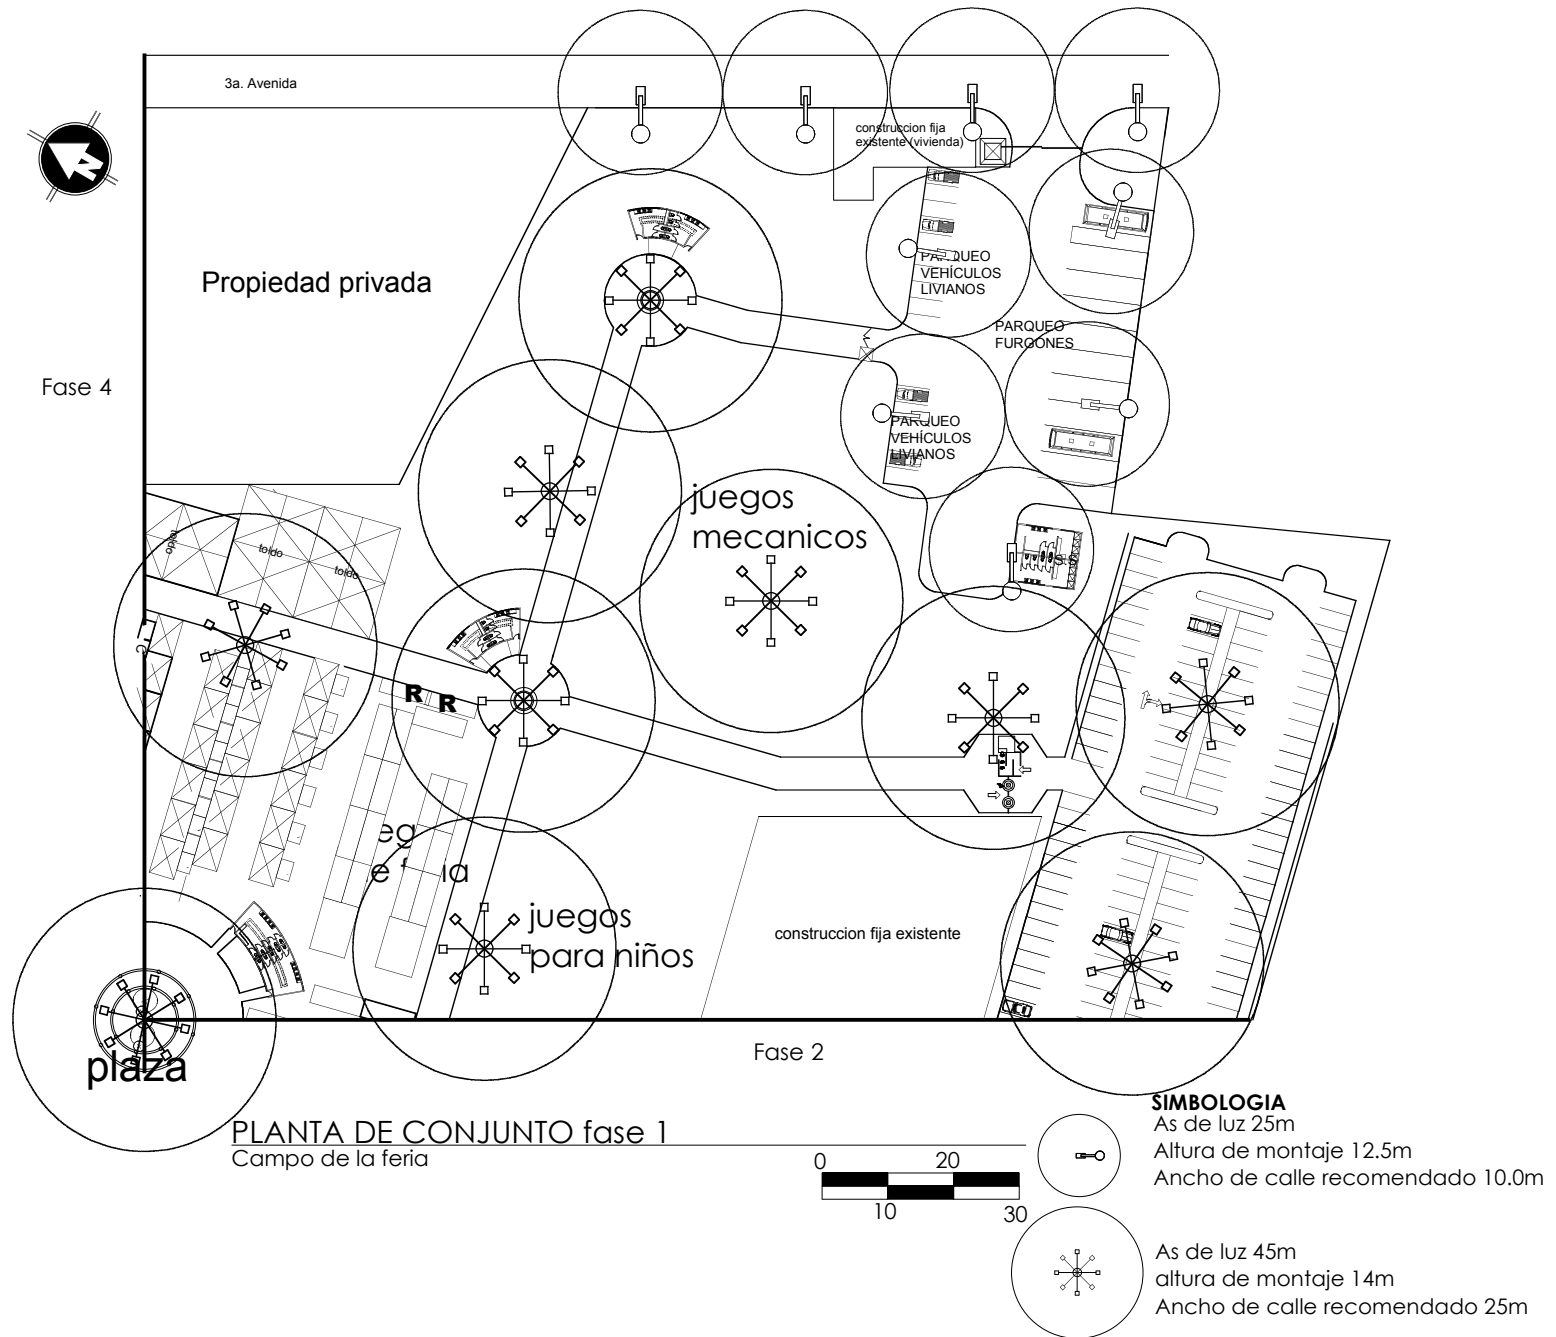 3a. Avenida
construccion fija
existente (vivienda)
Propiedad privada
PARQUEO
VEHÍCULOS
LIVIANOS
PARQUEO
FURGONES
Fase 4
PARQUEO
VEHÍCULOS
LIVIANOS
juegos
mecanicos
toldo
toldo
toldo
R R
juegos
para niños
construccion fija existente
plaza
Fase 2
PLANTA DE CONJUNTO fase 1
Campo de la feria
0 20
10 30
SIMBOLOGIA
As de luz 25m
Altura de montaje 12.5m
Ancho de calle recomendado 10.0m
As de luz 45m
altura de montaje 14m
Ancho de calle recomendado 25m